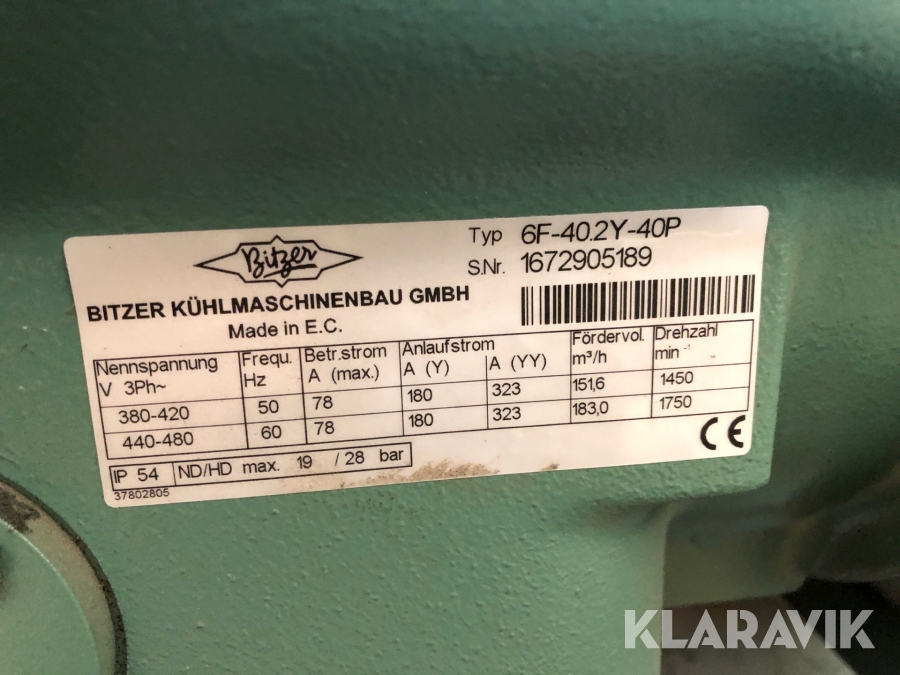 Bitzer
BITZER KÜHLMASCHINENBAU GMBH
Made in E.C.
Typ 6F-40.2Y-40P
S.Nr. 1672905189
Nennspannung Frequ. Betr.strom Anlaufstrom Fördervol. Drehzahl
V 3Ph~ Hz A (max.) A (Y) A (YY) m³/h min
380-420 50 78 180 323 151,6 1450
440-480 60 78 180 323 183,0 1750
IP 54 ND/HD max. 19 / 28 bar
37802805
CE
KLARAVIK